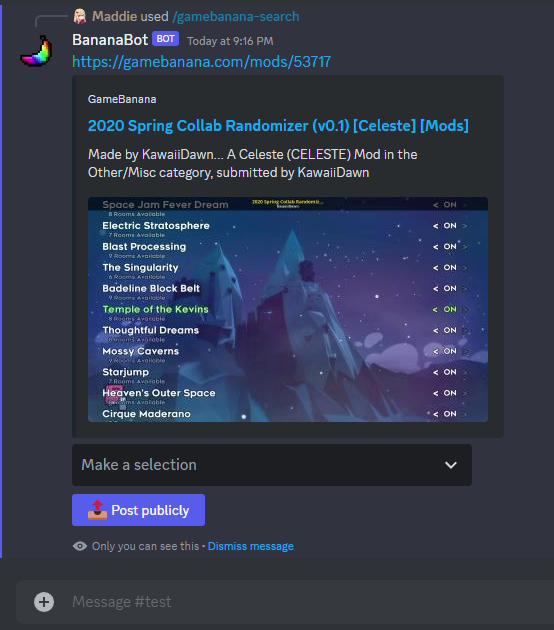 Maddie used /gamebanana-search
BananaBot BOT Today at 9:16 PM
https://gamebanana.com/mods/53717
GameBanana
2020 Spring Collab Randomizer (v0.1) [Celeste] [Mods]
Made by KawaiiDawn... A Celeste (CELESTE) Mod in the
Other/Misc category, submitted by KawaiiDawn
2020 Spring Collab Randomiz...
KawaiiDawn
Space Jam Fever Dream < ON >
8 Rooms Available
Electric Stratosphere < ON >
7 Rooms Available
Blast Processing < ON >
9 Rooms Available
The Singularity < ON >
6 Rooms Available
Badeline Block Belt < ON >
9 Rooms Available
Temple of the Kevins < ON >
8 Rooms Available
Thoughtful Dreams < ON >
Rooms Available
Mossy Caverns < ON >
9 Rooms Available
Starjump < ON >
7 Rooms Available
Heaven's Outer Space < ON >
Rooms Available
Cirque Maderano < ON >
Make a selection
Post publicly
Only you can see this • Dismiss message
Message #test